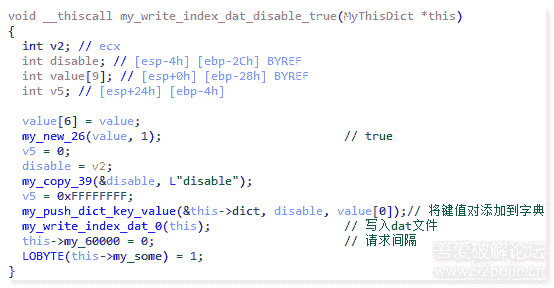 void __thiscall my_write_index_dat_disable_true(MyThisDict *this)
{
  int v2; // ecx
  int disable; // [esp-4h] [ebp-2Ch] BYREF
  int value[9]; // [esp+0h] [ebp-28h] BYREF
  int v5; // [esp+24h] [ebp-4h]

  value[6] = value;
  my_new_26(value, 1); // true
  v5 = 0;
  disable = v2;
  my_copy_39(&disable, L"disable");
  v5 = 0xFFFFFFFF;
  my_push_dict_key_value(&this->dict, disable, value[0]);// 将键值对添加到字典
  my_write_index_dat_0(this); // 写入dat文件
  this->my_60000 = 0; // 请求间隔
  LOBYTE(this->my_some) = 1;
}
吾爱破解论坛
www.52pojie.cn